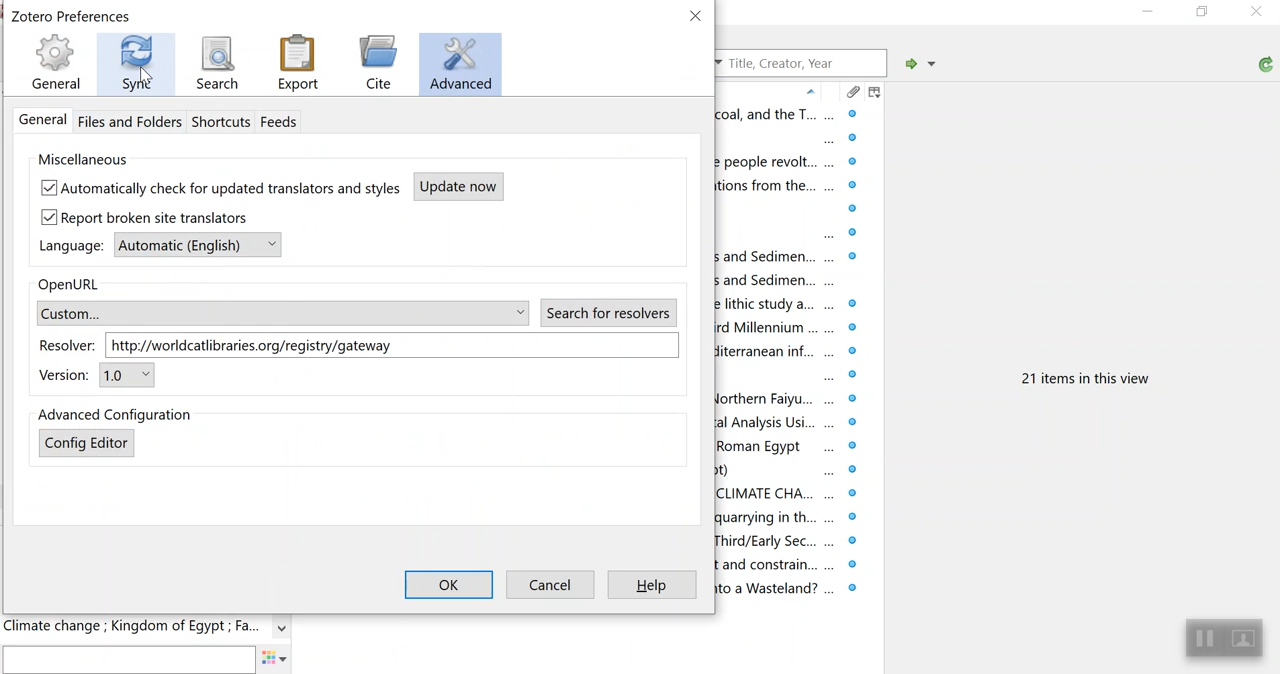 Zotero Preferences
General
Sync
Search
Export
Cite
Advanced
Title, Creator, Year
General
Files and Folders
Shortcuts
Feeds
Miscellaneous
Automatically check for updated translators and styles
Update now
Report broken site translators
Language:
Automatic (English)
OpenURL
Custom...
Search for resolvers
Resolver:
http://worldcatlibraries.org/registry/gateway
Version:
1.0
Advanced Configuration
Config Editor
OK
Cancel
Help
coal, and the T... ...
...
e people revolt... ...
tions from the... ...
...
s and Sedimen... ...
s and Sedimen... ...
e lithic study a... ...
ird Millennium ... ...
diterranean inf... ...
...
Northern Faiyu... ...
al Analysis Usi... ...
Roman Egypt ...
pt) ...
CLIMATE CHA... ...
quarrying in th... ...
Third/Early Sec... ...
t and constrain... ...
nto a Wasteland? ...
21 items in this view
Climate change ; Kingdom of Egypt ; Fa...